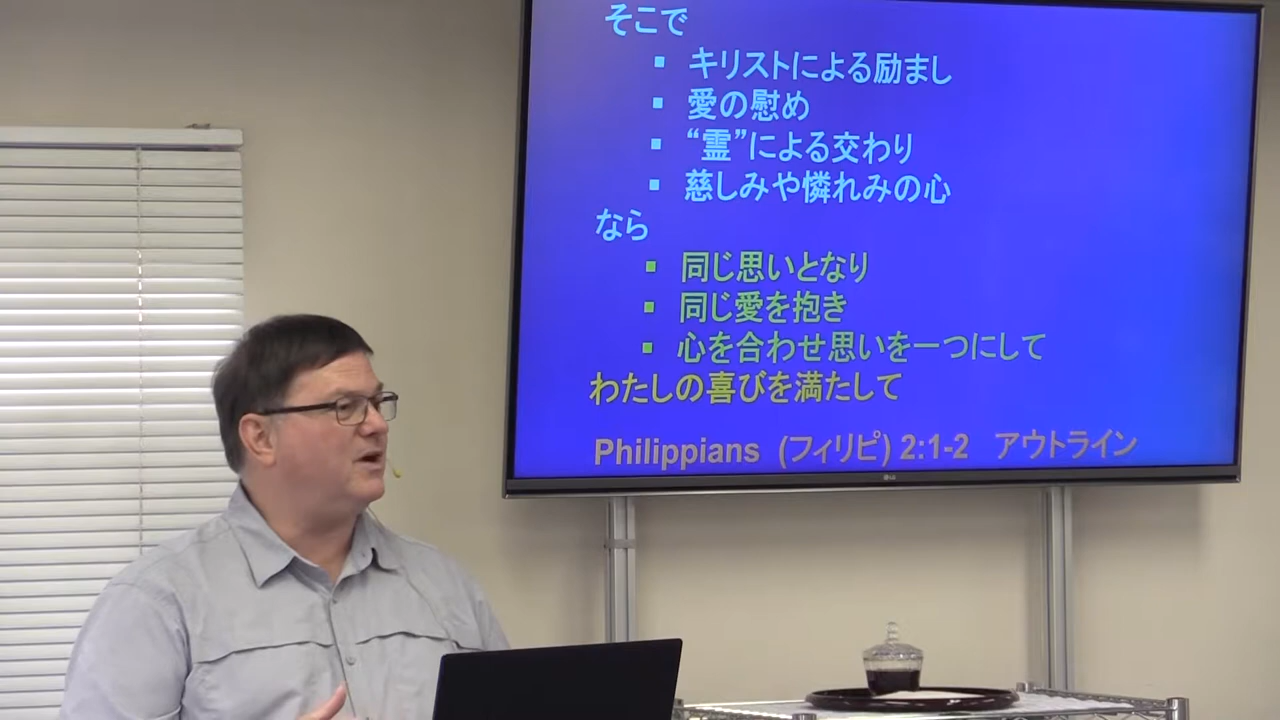 そこで
▪ キリストによる励まし
▪ 愛の慰め
▪ “霊”による交わり
▪ 慈しみや憐れみの心
なら
▪ 同じ思いとなり
▪ 同じ愛を抱き
▪ 心を合わせ思いを一つにして
わたしの喜びを満たして
Philippians (フィリピ) 2:1-2 アウトライン
LG